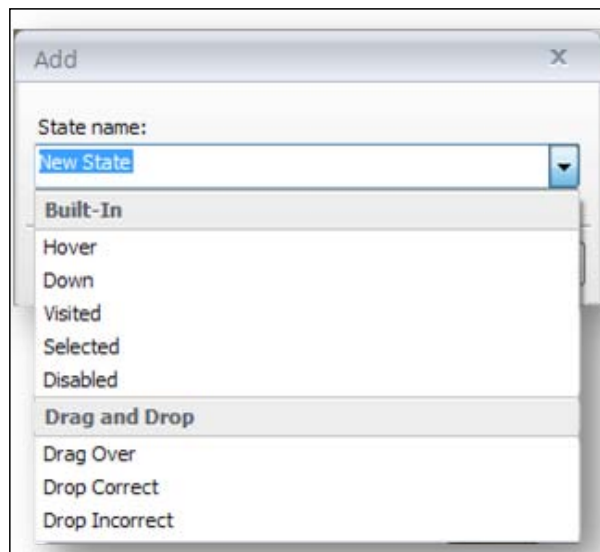 Add
State name:
New State
Built-In
Hover
Down
Visited
Selected
Disabled
Drag and Drop
Drag Over
Drop Correct
Drop Incorrect